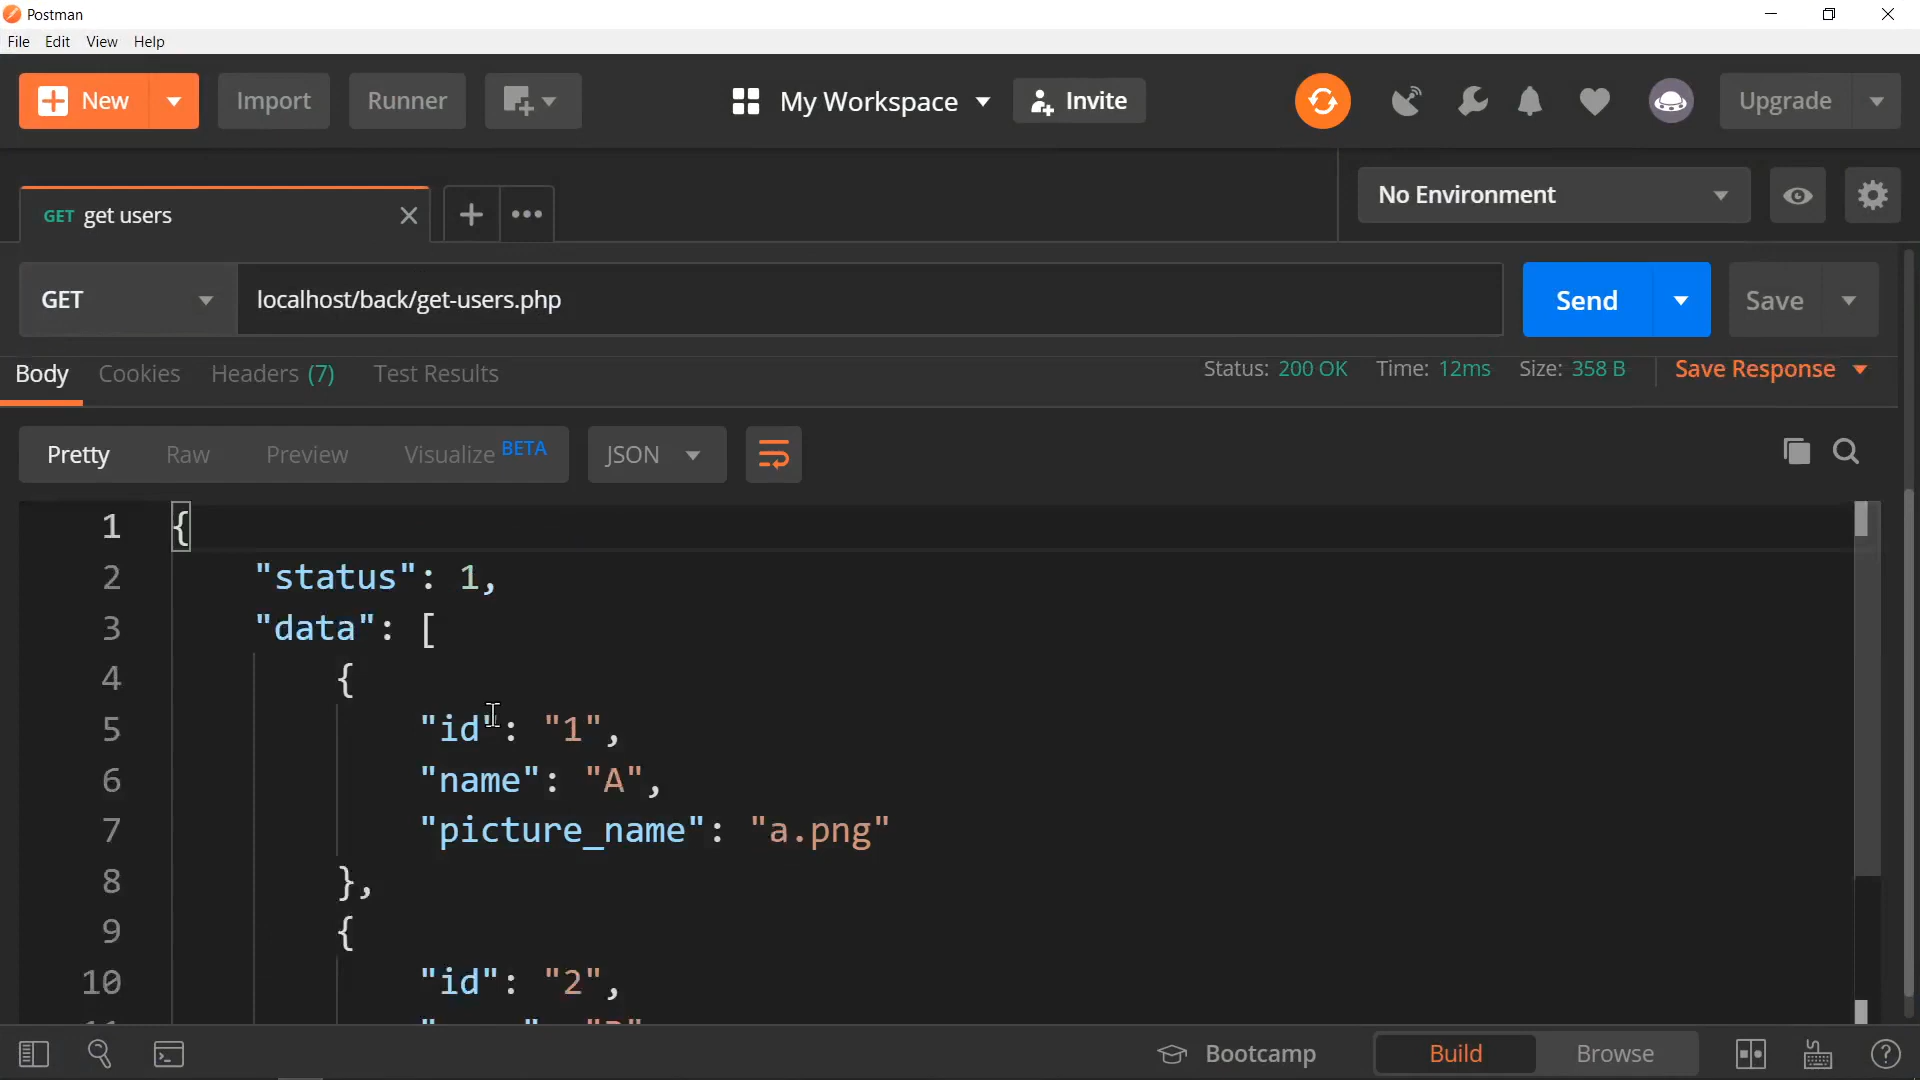 Postman
File Edit View Help
New Import Runner My Workspace Invite Upgrade
GET get users No Environment
GET localhost/back/get-users.php Send Save
Body Cookies Headers (7) Test Results Status: 200 OK Time: 12ms Size: 358 B Save Response
Pretty Raw Preview Visualize BETA JSON
1 {
2 "status": 1,
3 "data": [
4 {
5 "id": "1",
6 "name": "A",
7 "picture_name": "a.png"
8 },
9 {
10 "id": "2",
Bootcamp Build Browse